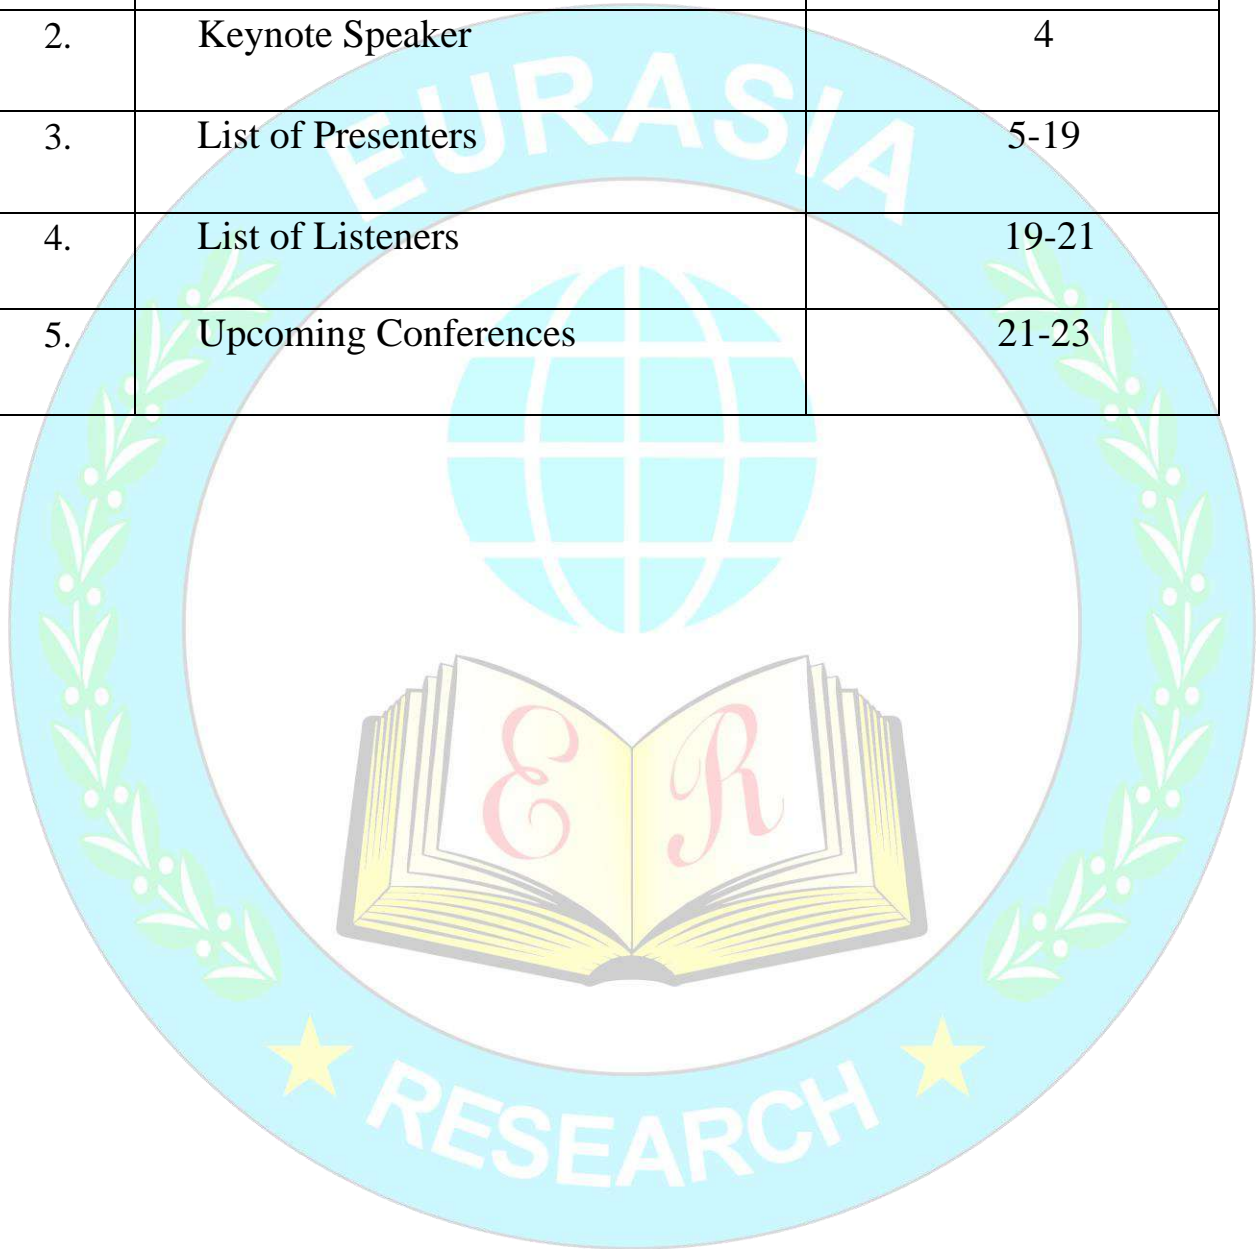 2. Keynote Speaker 4
3. List of Presenters 5-19
4. List of Listeners 19-21
5. Upcoming Conferences 21-23
EURASIA
E R
RESEARCH